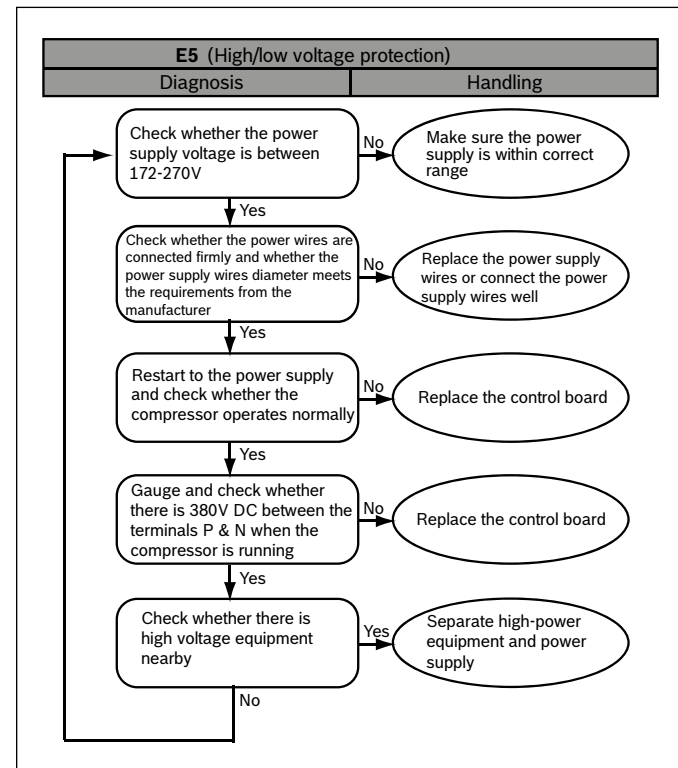 E5 (High/low voltage protection)
Diagnosis
Handling
Check whether the power
supply voltage is between
172-270V
No
Make sure the power
supply is within correct
range
Yes
Check whether the power wires are
connected firmly and whether the
power supply wires diameter meets
the requirements from the
manufacturer
No
Replace the power supply
wires or connect the power
supply wires well
Yes
Restart to the power supply
and check whether the
compressor operates normally
No
Replace the control board
Yes
Gauge and check whether
there is 380V DC between the
terminals P & N when the
compressor is running
No
Replace the control board
Yes
Check whether there is
high voltage equipment
nearby
Yes
Separate high-power
equipment and power
supply
No